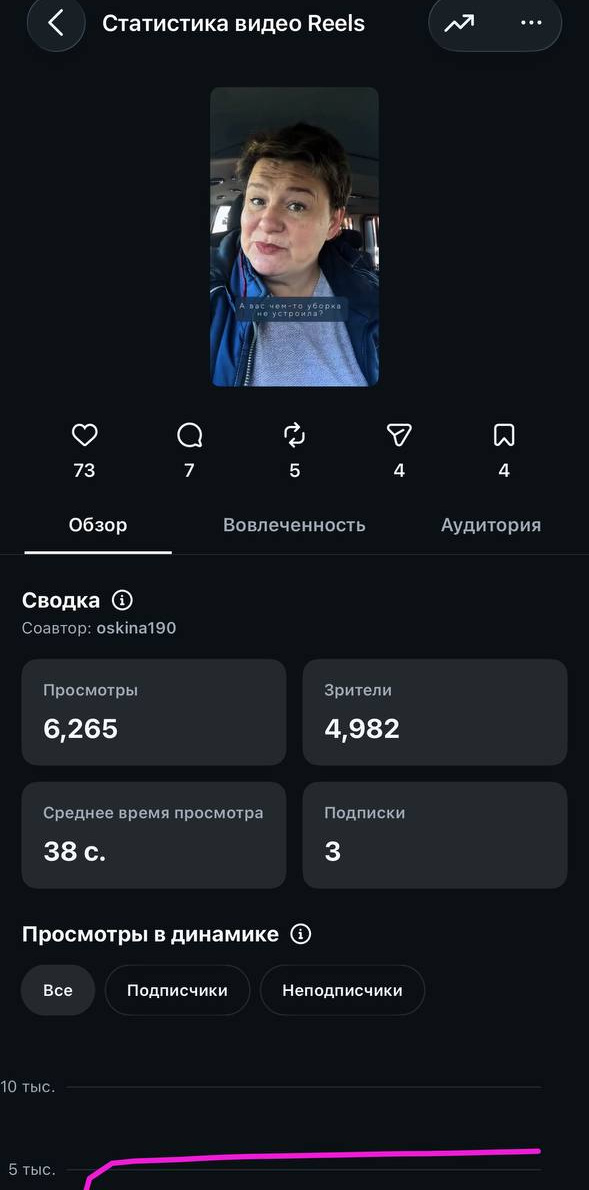 Статистика видео Reels
А вас чем-то уборка
не устроила?
73 7 5 4 4
Обзор Вовлеченность Аудитория
Сводка
Соавтор: oskina190
Просмотры Зрители
6,265 4,982
Среднее время просмотра Подписки
38 с. 3
Просмотры в динамике
Все Подписчики Неподписчики
10 тыс.
5 тыс.